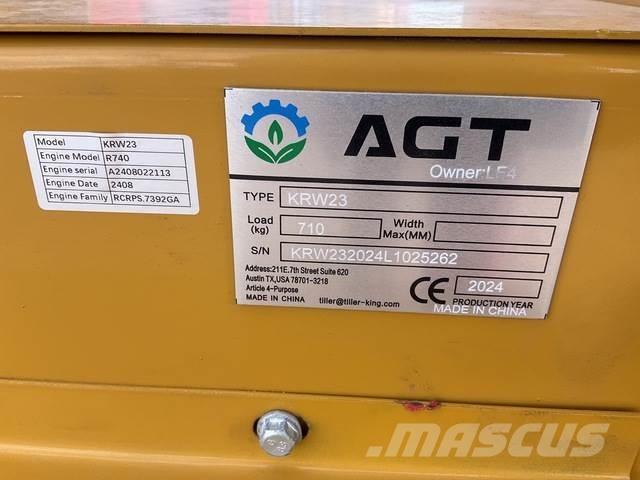 Model KRW23
Engine Model R740
Engine serial A2408022113
Engine Date 2408
Engine Family RCRPS.7392GA
AGT
Owner:LF4
TYPE KRW23
Load (kg) 710 Width Max(MM)
S/N KRW232024L1025262
Address:211E.7th Street Suite 620
Austin TX,USA 78701-3218
Article 4-Purpose
MADE IN CHINA tiller@tiller-king.com
CE 2024
PRODUCTION YEAR
MADE IN CHINA
MASCUS